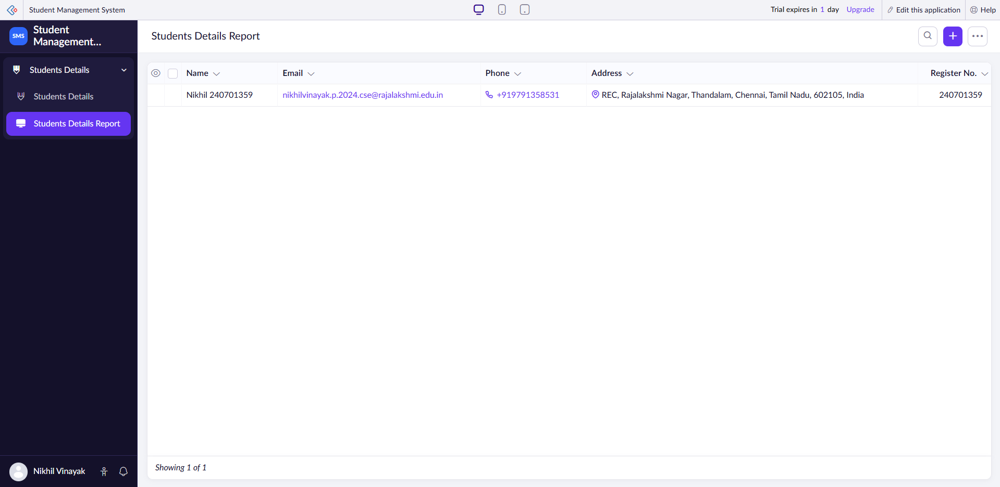 Student Management System
Trial expires in 1 day Upgrade
Edit this application
Help
SMS
Student
Management...
Students Details
Students Details
Students Details Report
Nikhil Vinayak
Students Details Report
Name Email Phone Address Register No.
Nikhil 240701359 nikhilvinayak.p.2024.cse@rajalakshmi.edu.in +919791358531 REC, Rajalakshmi Nagar, Thandalam, Chennai, Tamil Nadu, 602105, India 240701359
Showing 1 of 1